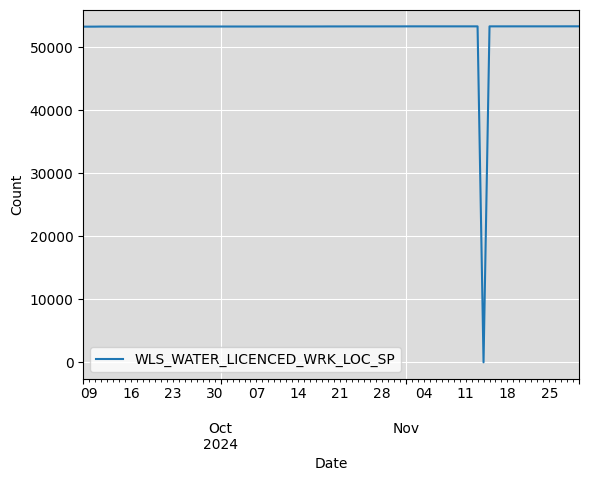 50000
40000
30000
20000
10000
0
Count
WLS_WATER_LICENCED_WRK_LOC_SP
09 16 23 30 07 14 21 28 04 11 18 25
Oct Nov
2024
Date